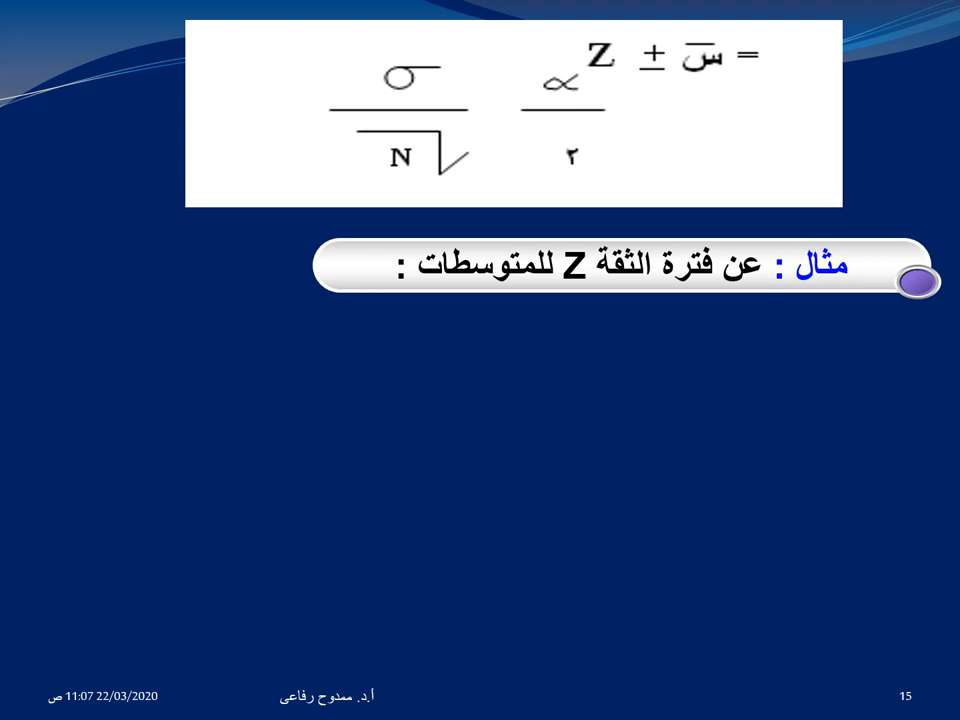 = س̅ ± Z
∝ σ
٢ √N
مثال : عن فترة الثقة Z للمتوسطات :
22/03/2020 11:07 ص
أ.د. ممدوح رفاعى
15